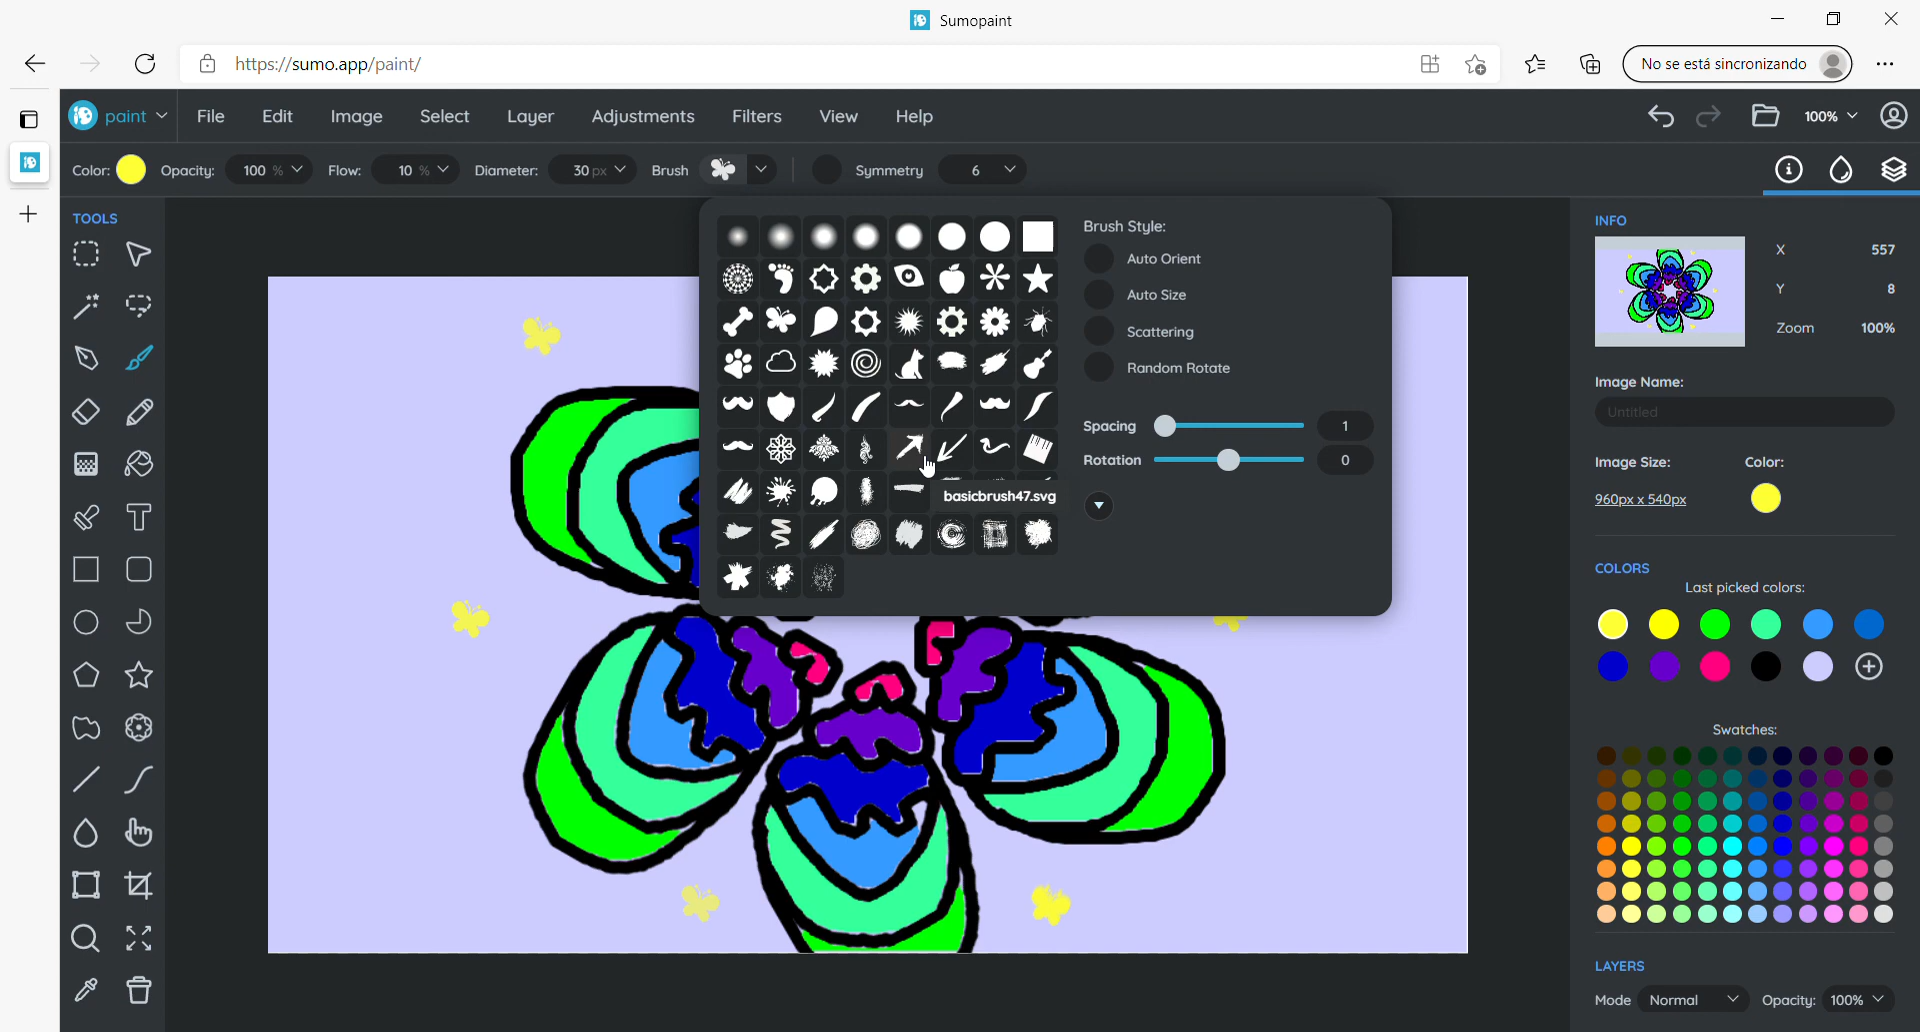 Sumopaint
https://sumo.app/paint/
No se está sincronizando
paint File Edit Image Select Layer Adjustments Filters View Help 100%
Color: Opacity: 100 % Flow: 10 % Diameter: 30 px Brush Symmetry 6
TOOLS
Brush Style:
Auto Orient
Auto Size
Scattering
Random Rotate
Spacing 1
Rotation 0
basicbrush47.svg
INFO
X 557
Y 8
Zoom 100%
Image Name:
Untitled
Image Size: Color:
960px x 540px
COLORS
Last picked colors:
Swatches:
LAYERS
Mode Normal Opacity: 100%